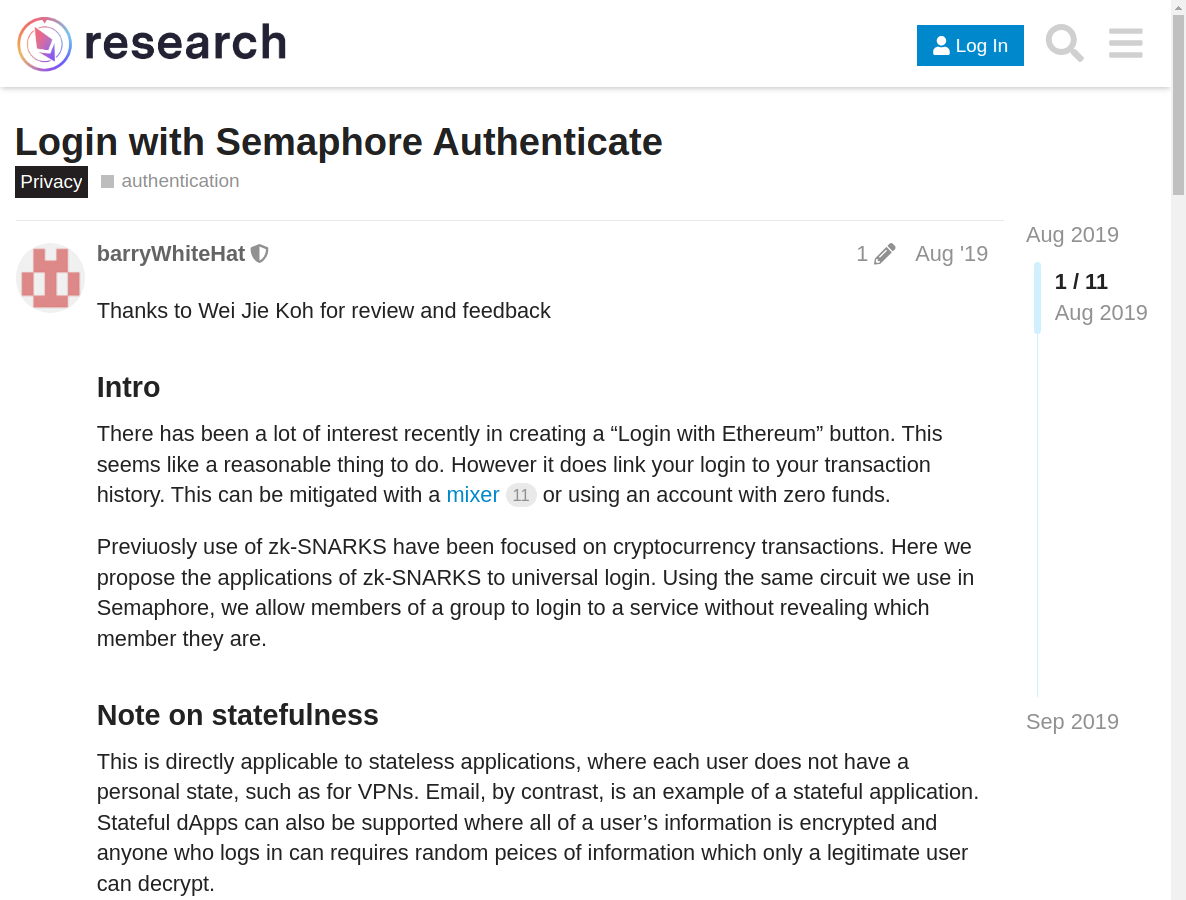 research
Log In
Login with Semaphore Authenticate
Privacy authentication
barryWhiteHat 1 Aug '19
Aug 2019
1 / 11
Aug 2019
Thanks to Wei Jie Koh for review and feedback
Intro
There has been a lot of interest recently in creating a “Login with Ethereum” button. This
seems like a reasonable thing to do. However it does link your login to your transaction
history. This can be mitigated with a mixer 11 or using an account with zero funds.
Previuosly use of zk-SNARKS have been focused on cryptocurrency transactions. Here we
propose the applications of zk-SNARKS to universal login. Using the same circuit we use in
Semaphore, we allow members of a group to login to a service without revealing which
member they are.
Note on statefulness
Sep 2019
This is directly applicable to stateless applications, where each user does not have a
personal state, such as for VPNs. Email, by contrast, is an example of a stateful application.
Stateful dApps can also be supported where all of a user’s information is encrypted and
anyone who logs in can requires random peices of information which only a legitimate user
can decrypt.